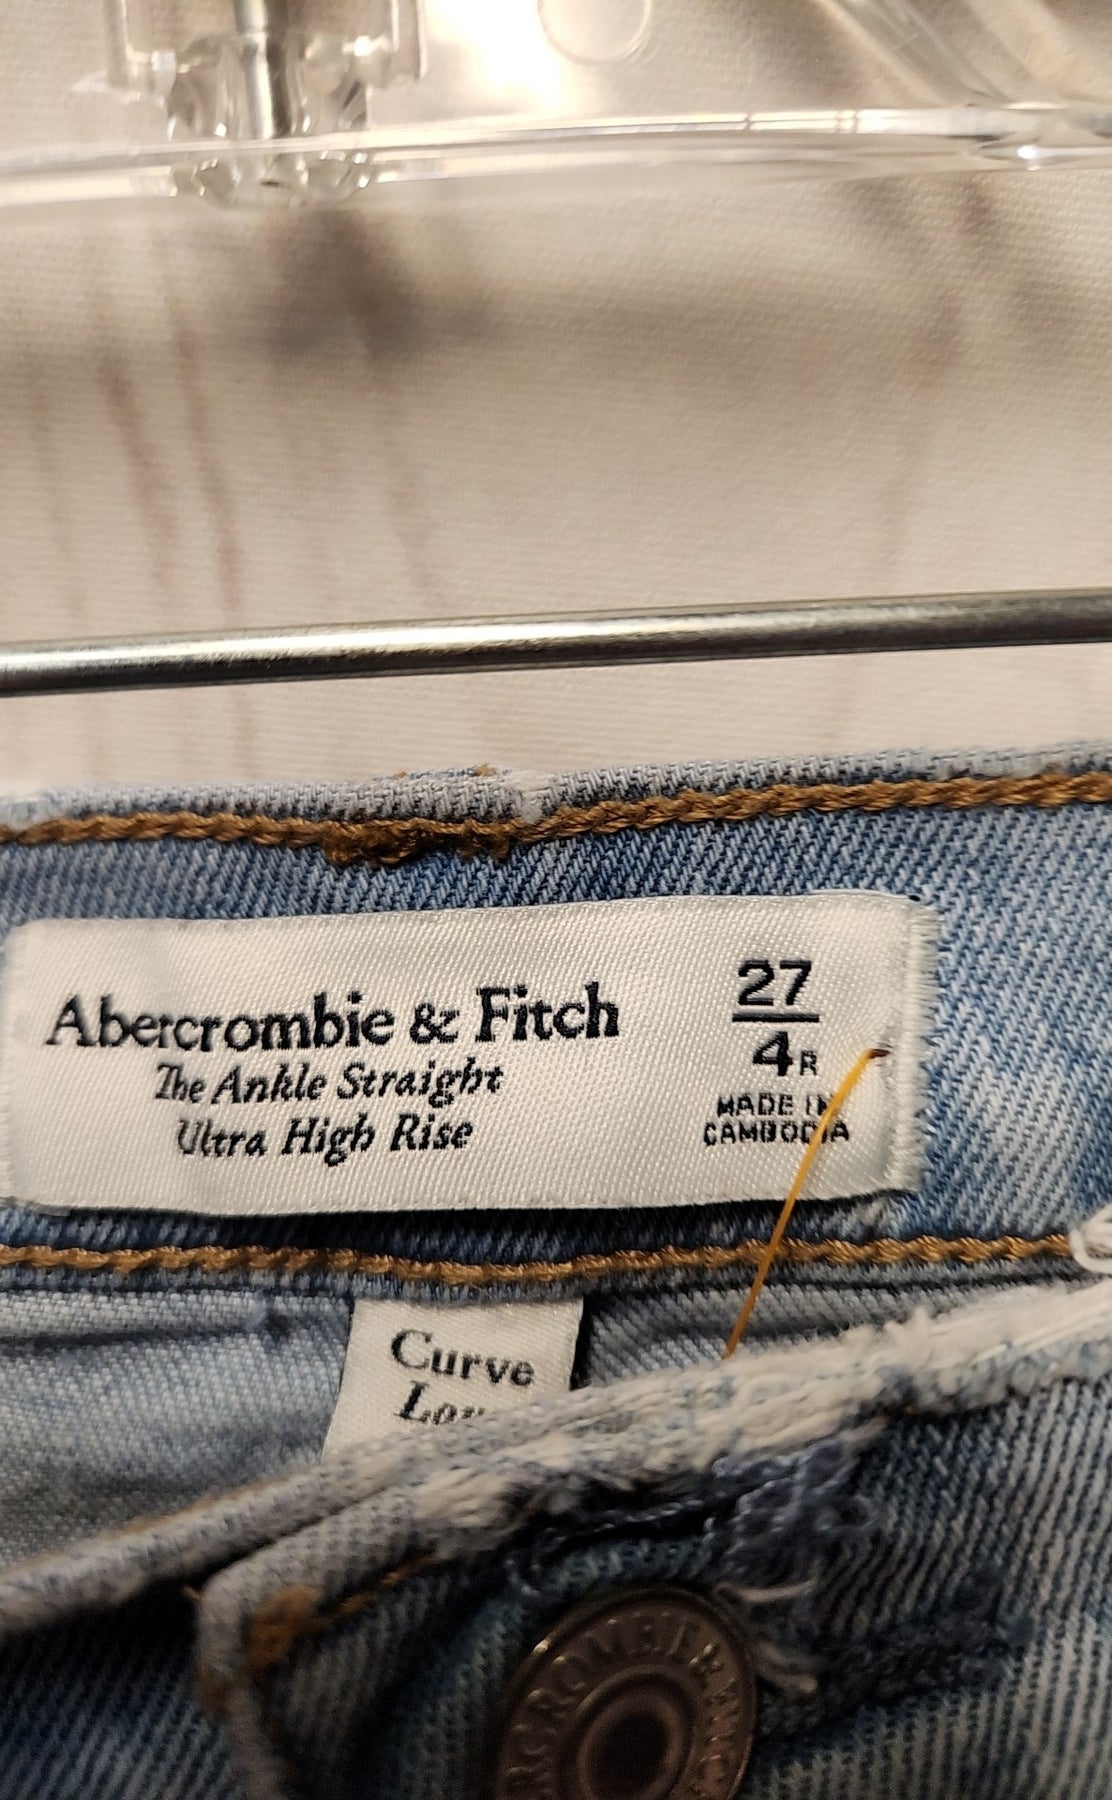 Abercrombie & Fitch
The Ankle Straight
Ultra High Rise
27
4R
MADE IN
CAMBODIA
Curve